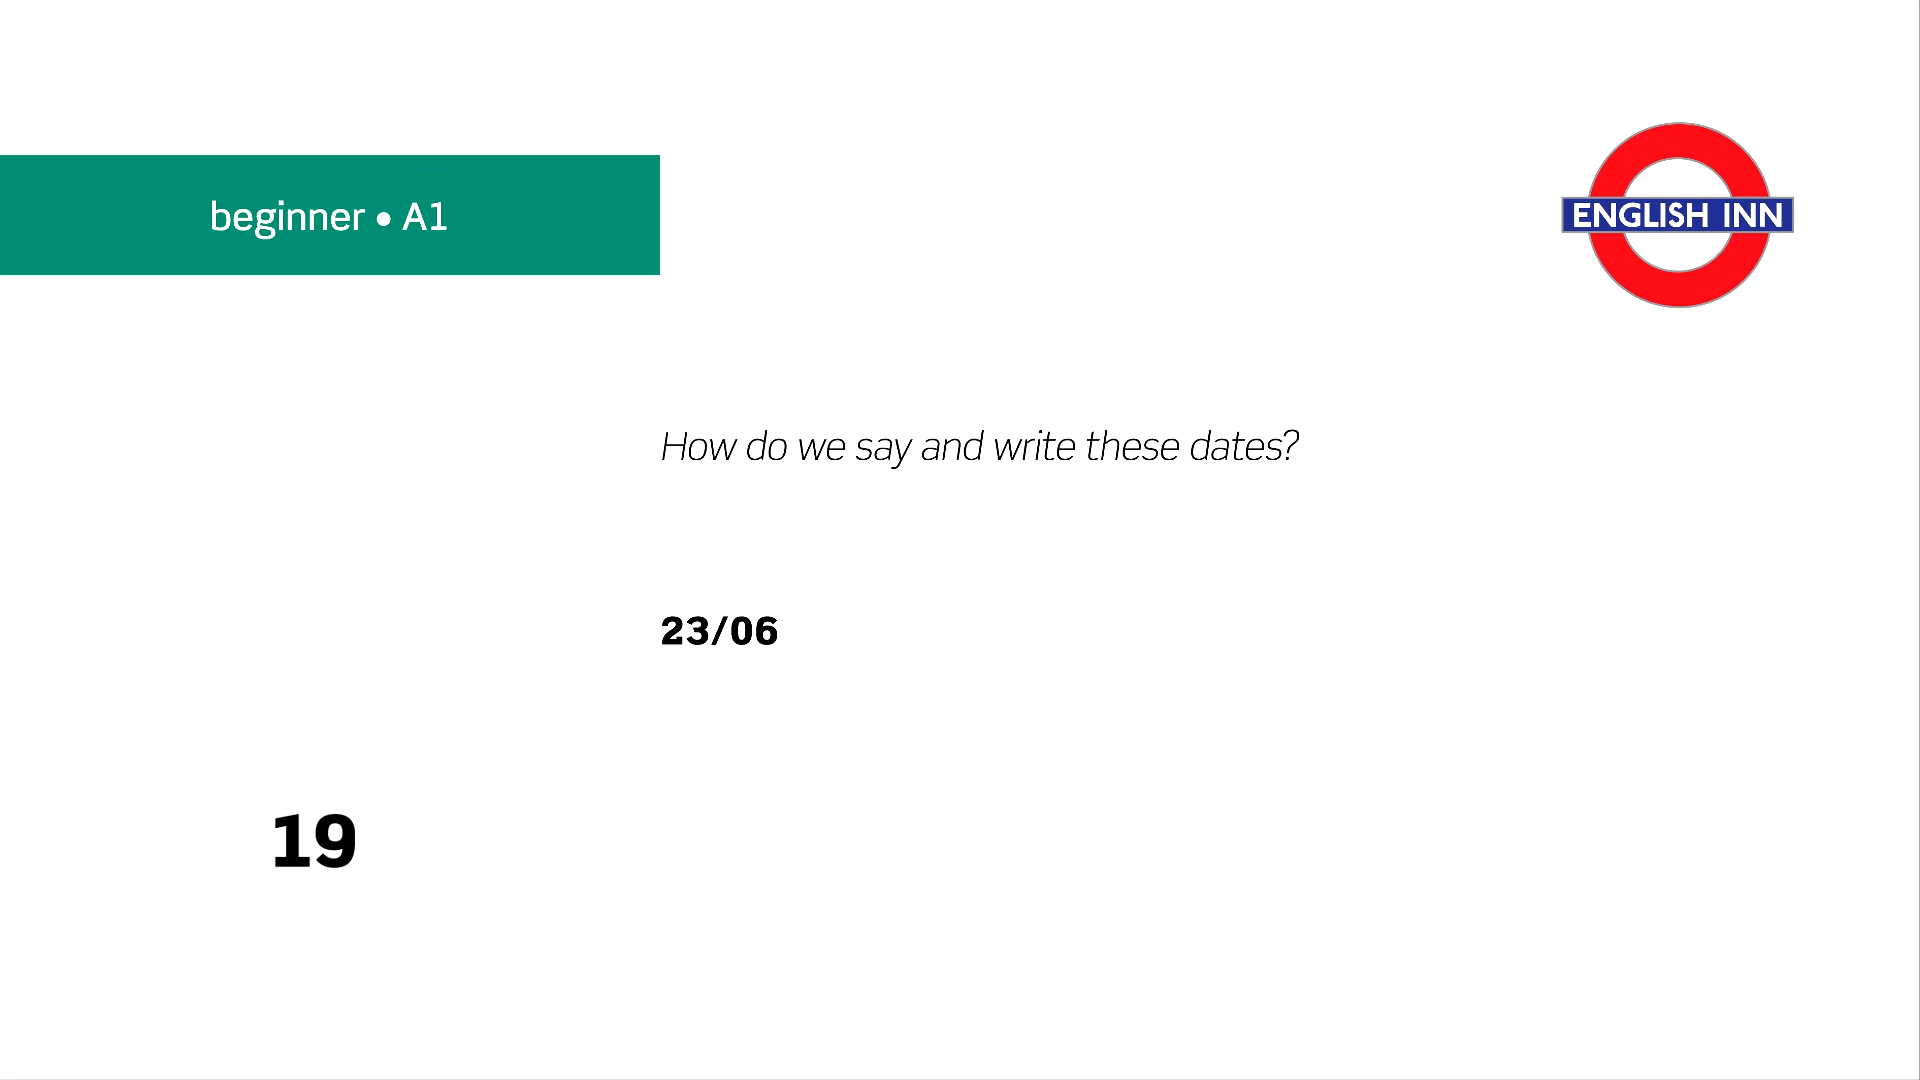 beginner • A1
ENGLISH INN
How do we say and write these dates?
23/06
19